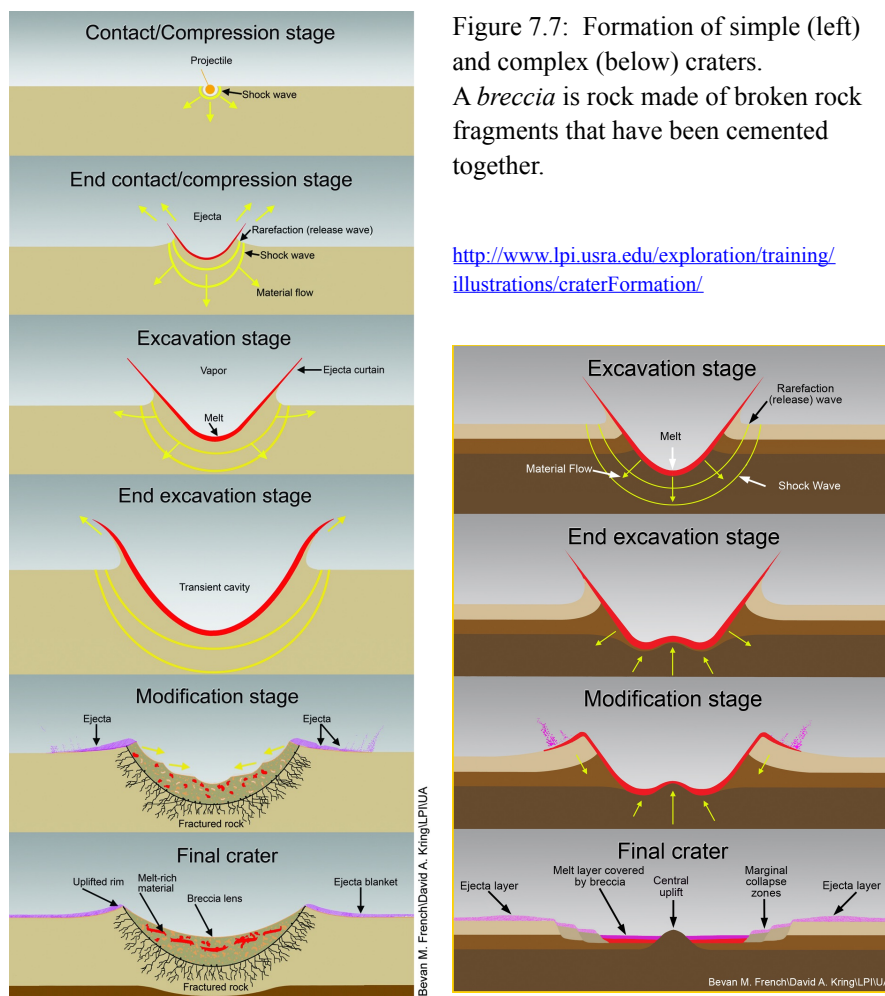 Contact/Compression stage
Projectile
Shock wave
End contact/compression stage
Ejecta
Rarefaction (release wave)
Shock wave
Material flow
Excavation stage
Vapor
Ejecta curtain
Melt
End excavation stage
Transient cavity
Modification stage
Ejecta
Ejecta
Fractured rock
Final crater
Uplifted rim
Melt-rich
material
Breccia lens
Ejecta blanket
Fractured rock
Bevan M. French\David A. Kring\LPI\UA
Figure 7.7: Formation of simple (left)
and complex (below) craters.
A breccia is rock made of broken rock
fragments that have been cemented
together.
http://www.lpi.usra.edu/exploration/training/
illustrations/craterFormation/
Excavation stage
Rarefaction
(release) wave
Melt
Material Flow
Shock Wave
End excavation stage
Modification stage
Final crater
Ejecta layer
Melt layer covered
by breccia
Central
uplift
Marginal
collapse
zones
Ejecta layer
Bevan M. French\David A. Kring\LPI\UA